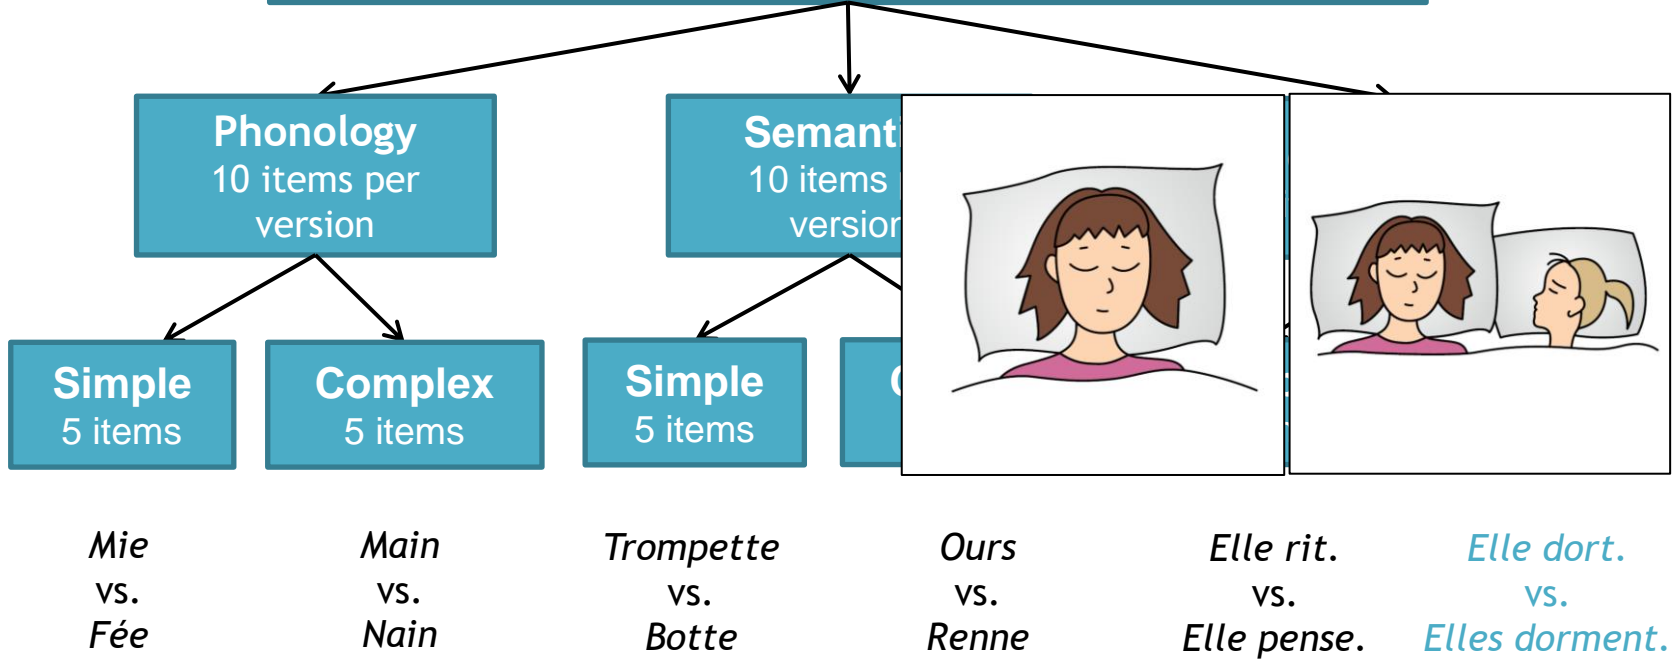 Phonology
10 items per
version
Semanti
10 items
version
Simple
5 items
Complex
5 items
Simple
5 items
Mie
vs.
Fée
Main
vs.
Nain
Trompette
vs.
Botte
Ours
vs.
Renne
Elle rit.
vs.
Elle pense.
Elle dort.
vs.
Elles dorment.